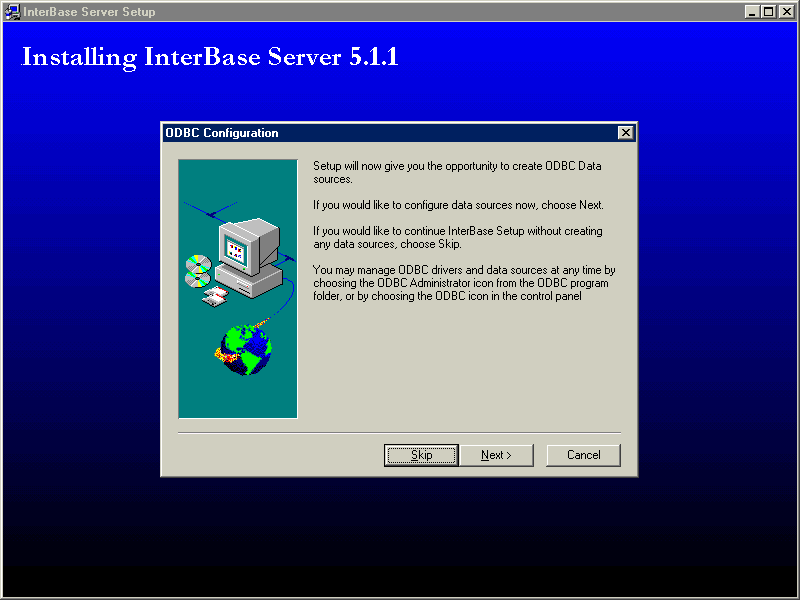 InterBase Server Setup
Installing InterBase Server 5.1.1
ODBC Configuration
Setup will now give you the opportunity to create ODBC Data
sources.
If you would like to configure data sources now, choose Next.
If you would like to continue InterBase Setup without creating
any data sources, choose Skip.
You may manage ODBC drivers and data sources at any time by
choosing the ODBC Administrator icon from the ODBC program
folder, or by choosing the ODBC icon in the control panel
Skip
Next >
Cancel